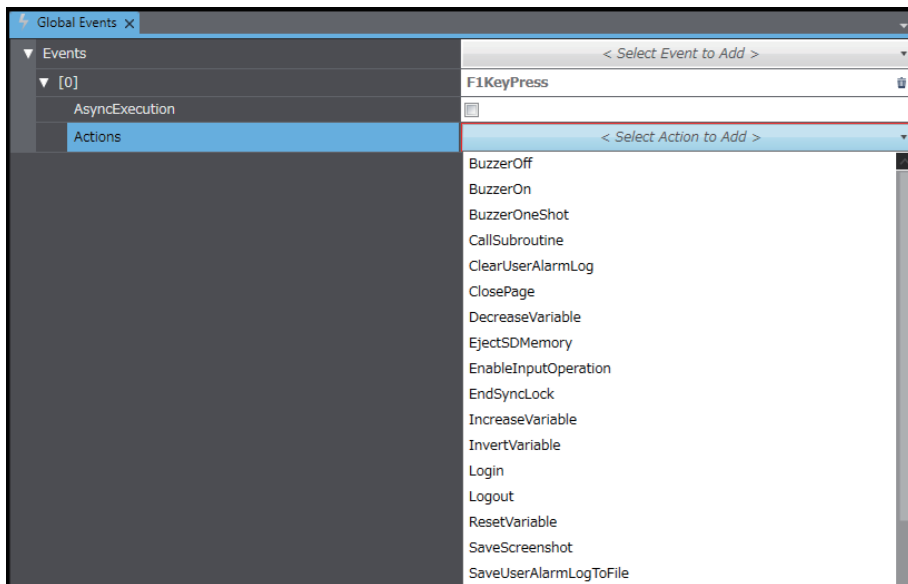 Global Events
Events < Select Event to Add >
[0] F1KeyPress
AsyncExecution
Actions < Select Action to Add >
BuzzerOff
BuzzerOn
BuzzerOneShot
CallSubroutine
ClearUserAlarmLog
ClosePage
DecreaseVariable
EjectSDMemory
EnableInputOperation
EndSyncLock
IncreaseVariable
InvertVariable
Login
Logout
ResetVariable
SaveScreenshot
SaveUserAlarmLogToFile